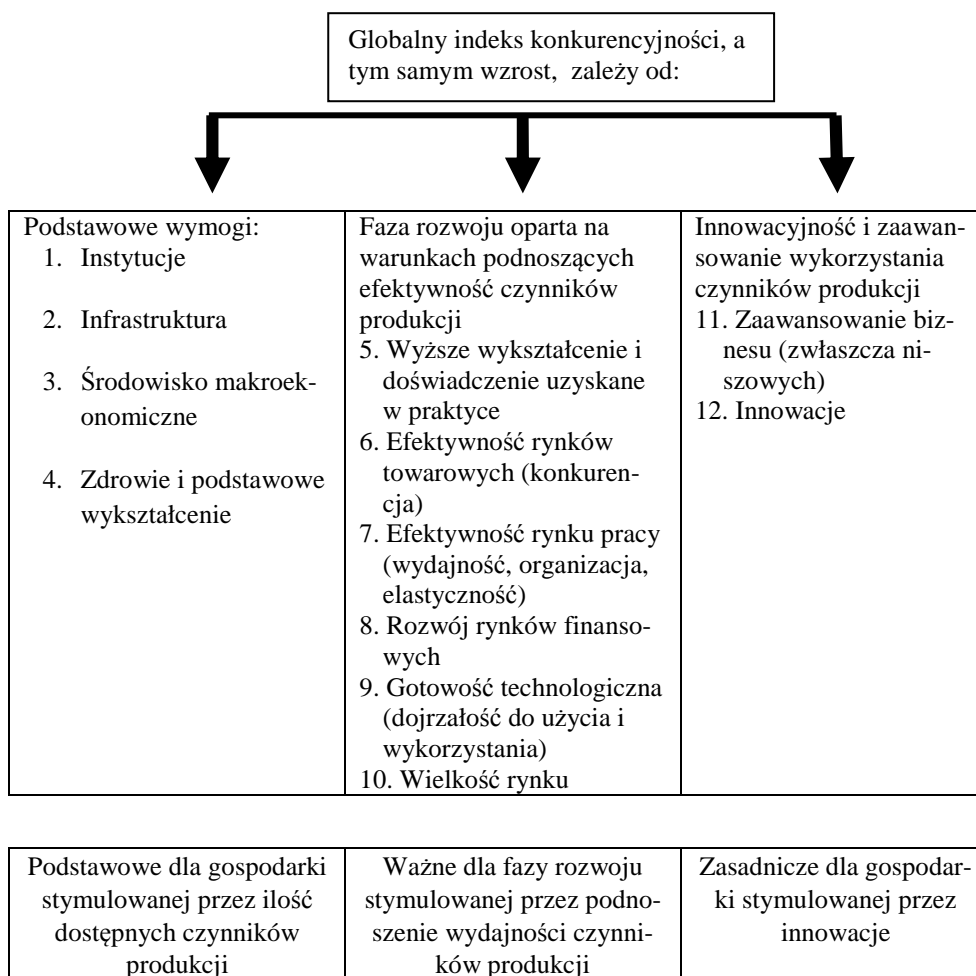 Globalny indeks konkurencyjności, a
tym samym wzrost,  zależy od:
Podstawowe wymogi:
1. Instytucje
2. Infrastruktura
3. Środowisko makroek-
onomiczne
4. Zdrowie i podstawowe
wykształcenie
Faza rozwoju oparta na
warunkach podnoszących
efektywność czynników
produkcji
5. Wyższe wykształcenie i
doświadczenie uzyskane
w praktyce
6. Efektywność rynków
towarowych (konkuren-
cja)
7. Efektywność rynku pracy
(wydajność, organizacja,
elastyczność)
8. Rozwój rynków finanso-
wych
9. Gotowość technologiczna
(dojrzałość do użycia i
wykorzystania)
10. Wielkość rynku
Innowacyjność i zaawan-
sowanie wykorzystania
czynników produkcji
11. Zaawansowanie biz-
nesu (zwłaszcza ni-
szowych)
12. Innowacje
Podstawowe dla gospodarki
stymulowanej przez ilość
dostępnych czynników
produkcji
Ważne dla fazy rozwoju
stymulowanej przez podno-
szenie wydajności czynni-
ków produkcji
Zasadnicze dla gospodar-
ki stymulowanej przez
innowacje